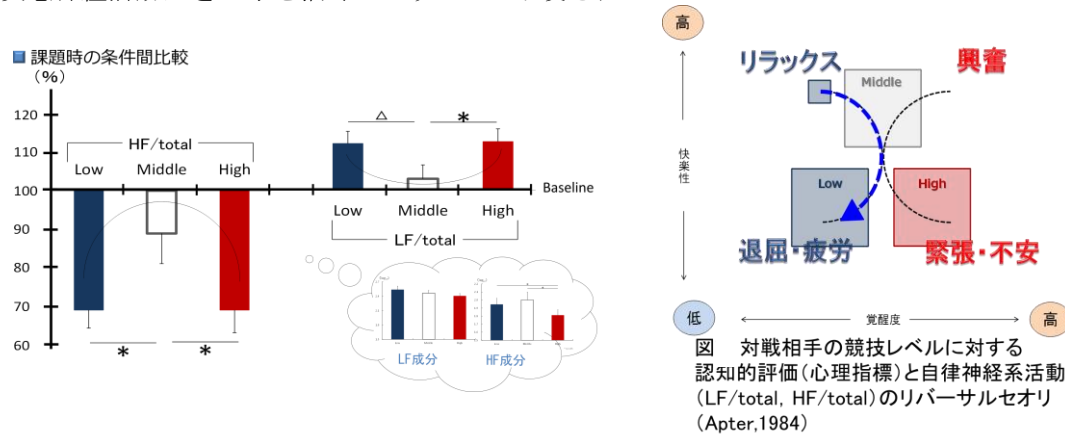 ■ 課題時の条件間比較
(%)
120
110
100
90
80
70
60
HF/total
Low Middle High
* *
△ *
Baseline
Low Middle High
LF/total
LF成分 HF成分
高
リラックス 興奮
Middle
快楽性
Low High
退屈・疲労 緊張・不安
低 覚醒度 高
図 対戦相手の競技レベルに対する
認知的評価(心理指標)と自律神経系活動
(LF/total, HF/total)のリバーサルセオリ
(Apter,1984)